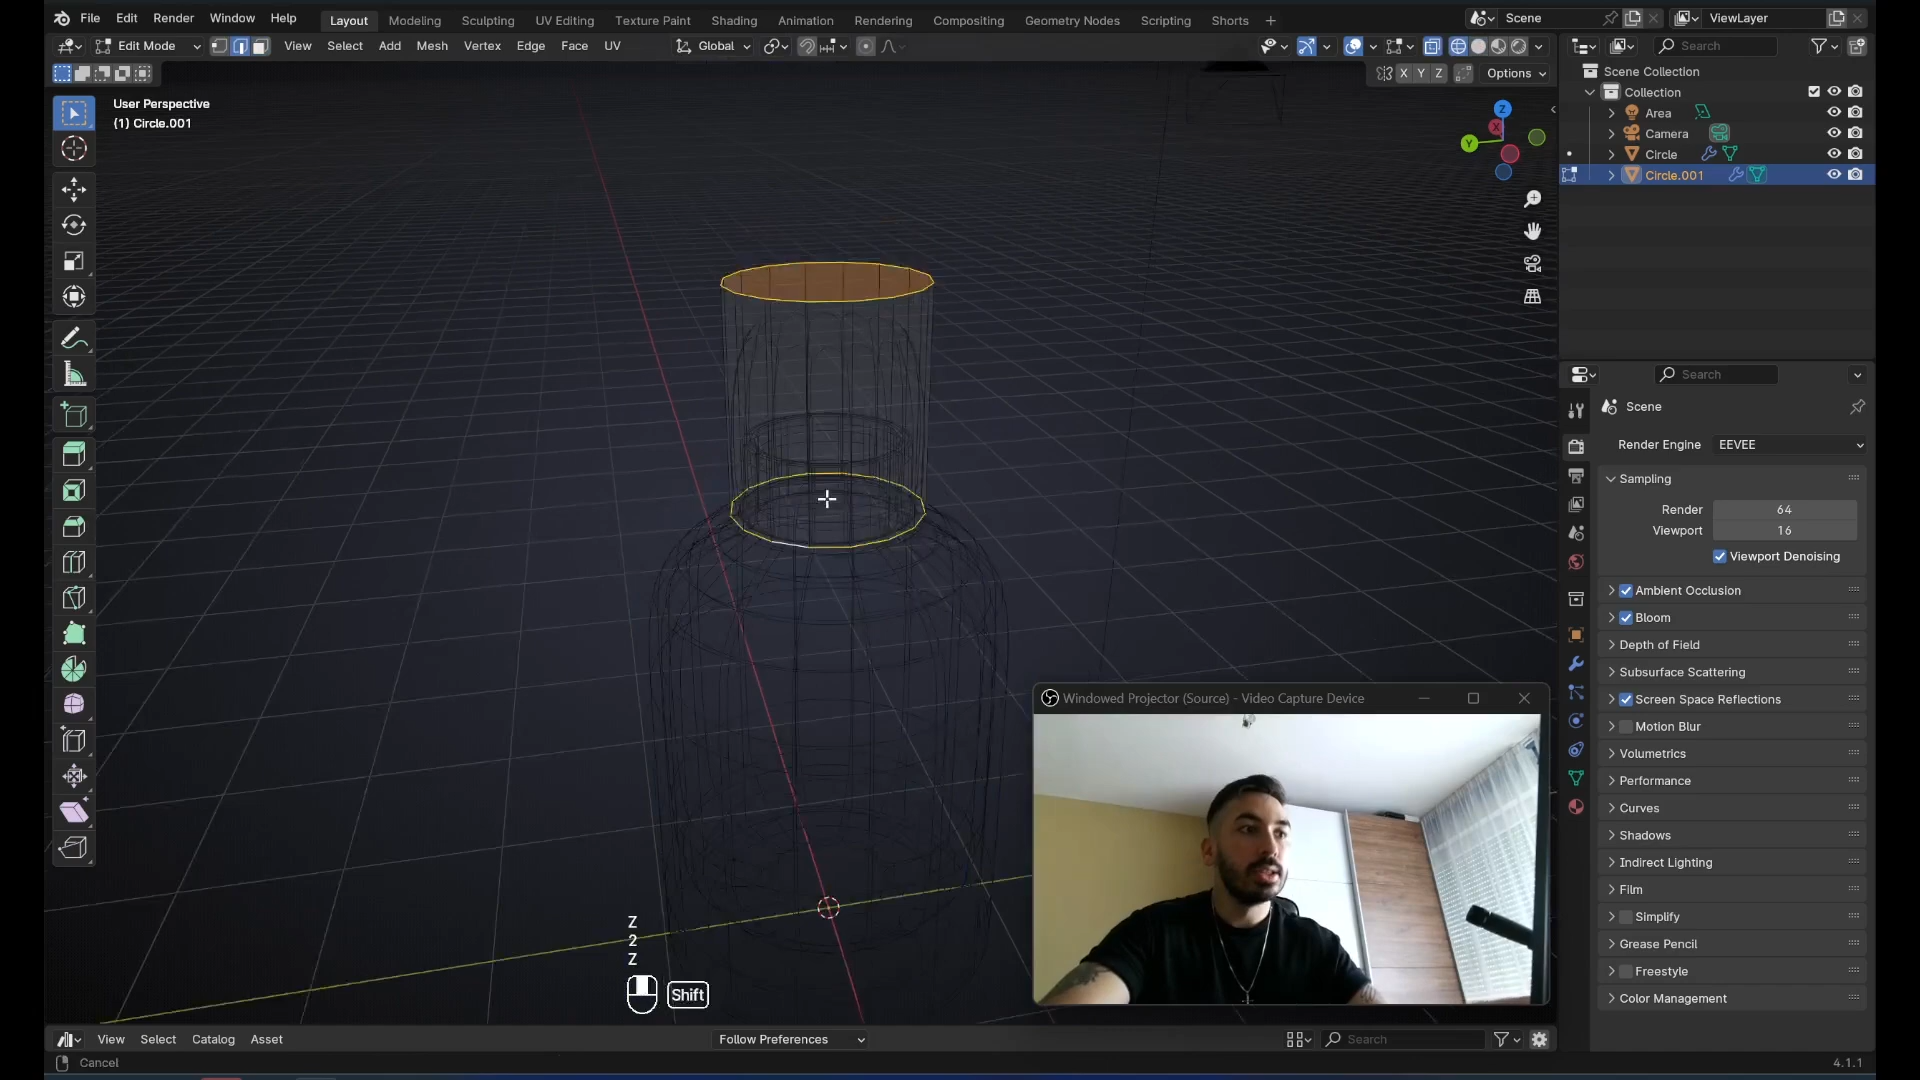 File Edit Render Window Help Layout Modeling Sculpting UV Editing Texture Paint Shading Animation Rendering Compositing Geometry Nodes Scripting Shorts + Scene ViewLayer
Edit Mode View Select Add Mesh Vertex Edge Face UV Global Search
X Y Z Options
User Perspective
(1) Circle.001
Z
X
Y
Scene Collection
Collection
Area
Camera
Circle
Circle.001
Search
Scene
Render Engine EEVEE
Sampling
Render 64
Viewport 16
Viewport Denoising
Ambient Occlusion
Bloom
Depth of Field
Subsurface Scattering
Screen Space Reflections
Motion Blur
Volumetrics
Performance
Curves
Shadows
Indirect Lighting
Film
Simplify
Grease Pencil
Freestyle
Color Management
Windowed Projector (Source) - Video Capture Device
Z
2
Z
Shift
View Select Catalog Asset Follow Preferences Search
Cancel 4.1.1